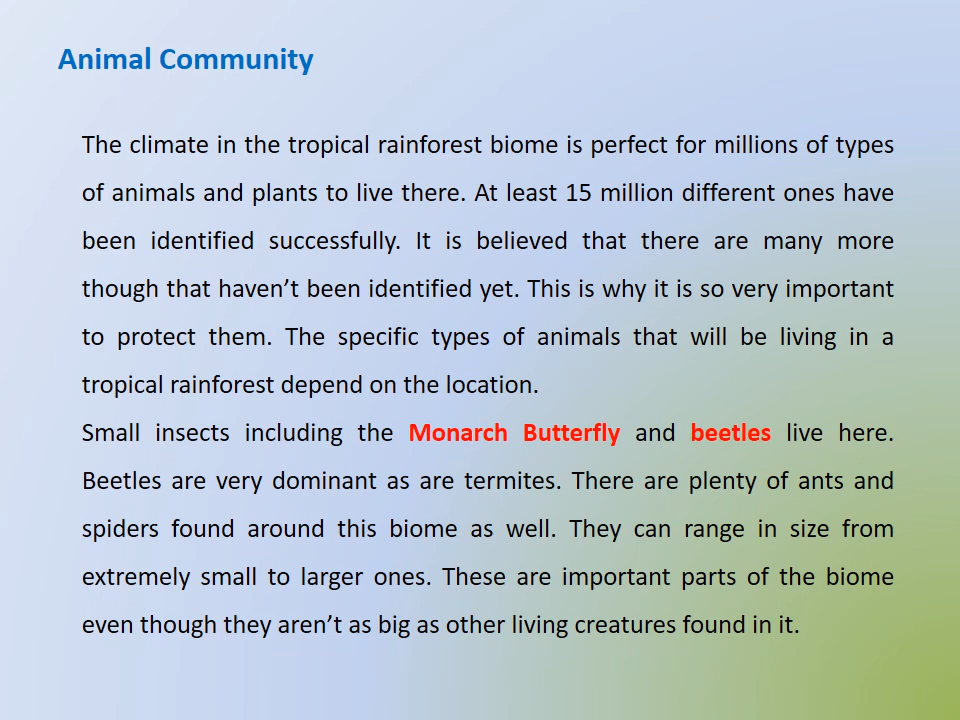 Animal Community
The climate in the tropical rainforest biome is perfect for millions of types
of animals and plants to live there. At least 15 million different ones have
been identified successfully. It is believed that there are many more
though that haven’t been identified yet. This is why it is so very important
to protect them. The specific types of animals that will be living in a
tropical rainforest depend on the location.
Small insects including the Monarch Butterfly and beetles live here.
Beetles are very dominant as are termites. There are plenty of ants and
spiders found around this biome as well. They can range in size from
extremely small to larger ones. These are important parts of the biome
even though they aren’t as big as other living creatures found in it.